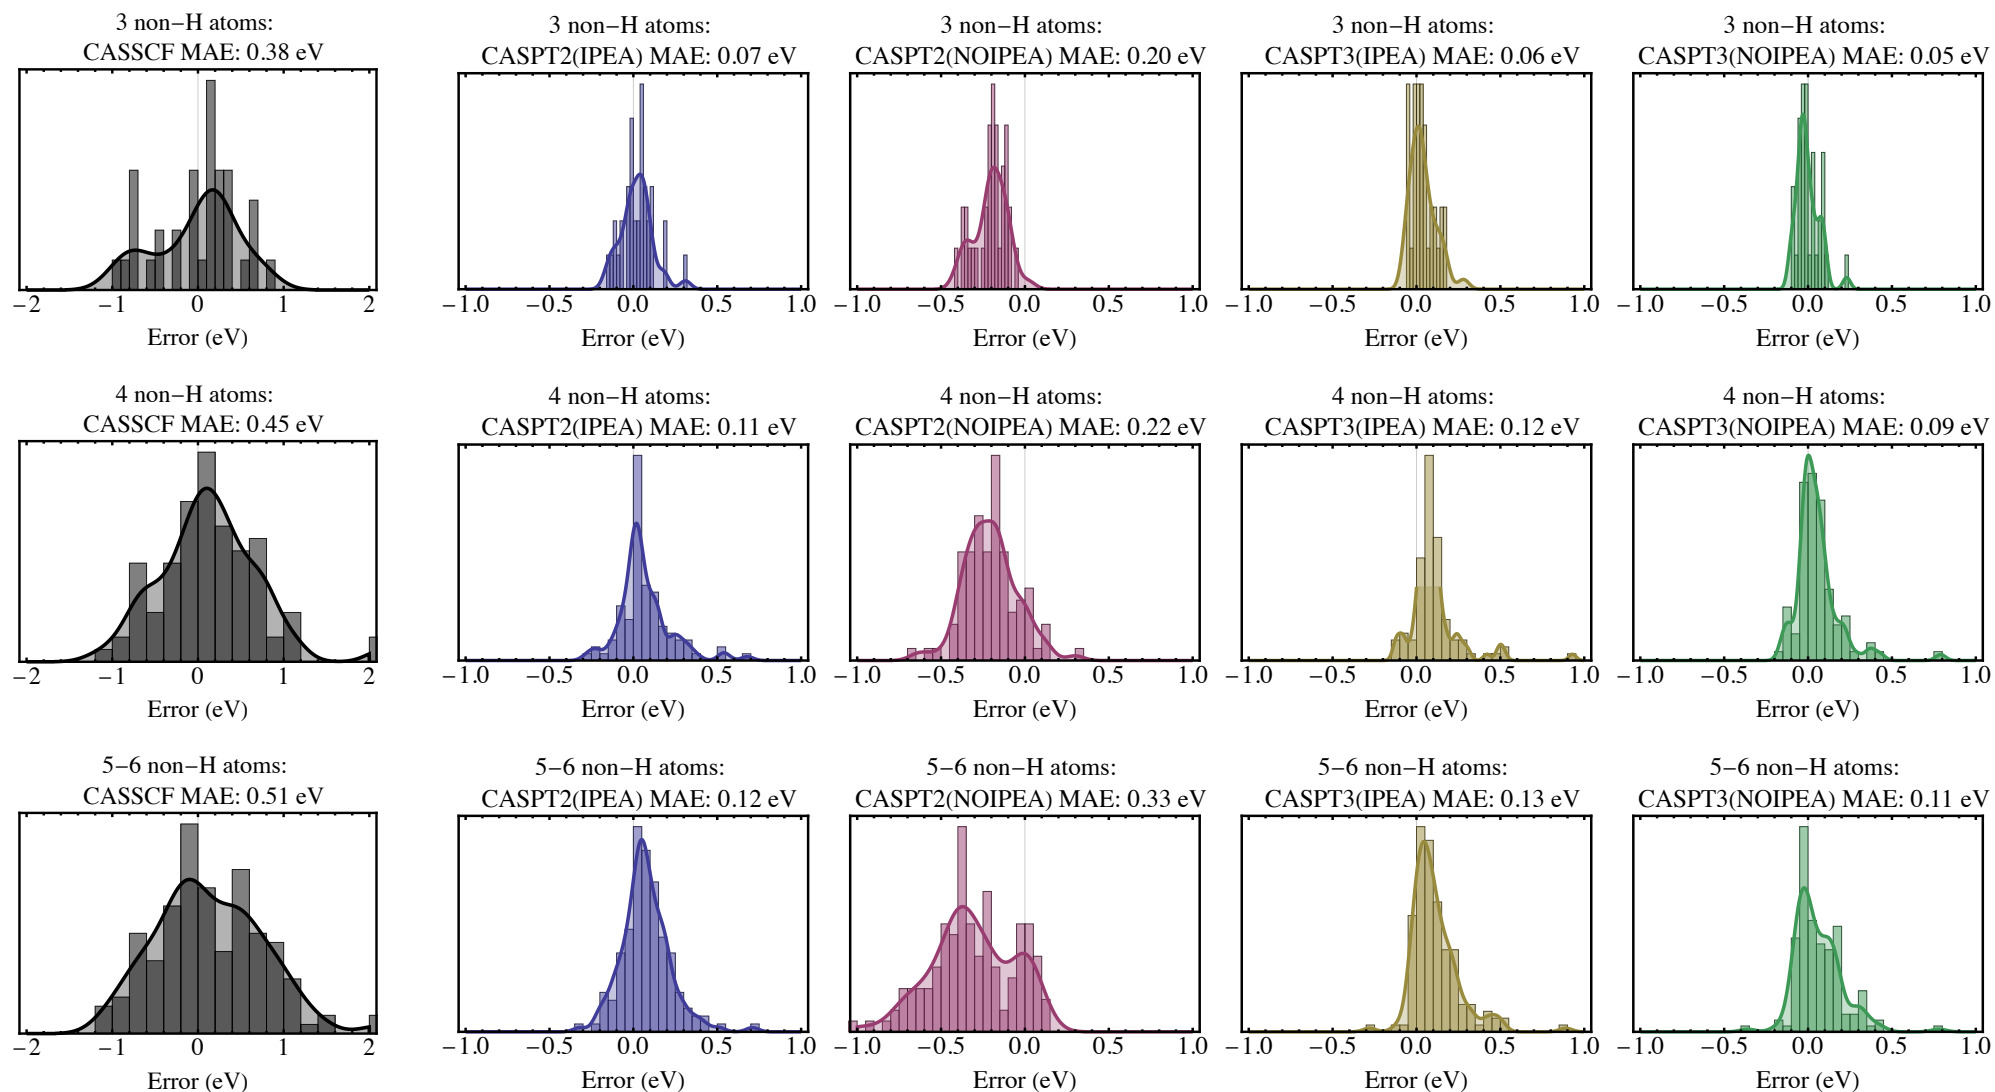 3 non−H atoms:
CASSCF MAE: 0.38 eV
−2 −1 0 1 2
Error (eV)
3 non−H atoms:
CASPT2(IPEA) MAE: 0.07 eV
−1.0 −0.5 0.0 0.5 1.0
Error (eV)
3 non−H atoms:
CASPT2(NOIPEA) MAE: 0.20 eV
−1.0 −0.5 0.0 0.5 1.0
Error (eV)
3 non−H atoms:
CASPT3(IPEA) MAE: 0.06 eV
−1.0 −0.5 0.0 0.5 1.0
Error (eV)
3 non−H atoms:
CASPT3(NOIPEA) MAE: 0.05 eV
−1.0 −0.5 0.0 0.5 1.0
Error (eV)
4 non−H atoms:
CASSCF MAE: 0.45 eV
−2 −1 0 1 2
Error (eV)
4 non−H atoms:
CASPT2(IPEA) MAE: 0.11 eV
−1.0 −0.5 0.0 0.5 1.0
Error (eV)
4 non−H atoms:
CASPT2(NOIPEA) MAE: 0.22 eV
−1.0 −0.5 0.0 0.5 1.0
Error (eV)
4 non−H atoms:
CASPT3(IPEA) MAE: 0.12 eV
−1.0 −0.5 0.0 0.5 1.0
Error (eV)
4 non−H atoms:
CASPT3(NOIPEA) MAE: 0.09 eV
−1.0 −0.5 0.0 0.5 1.0
Error (eV)
5−6 non−H atoms:
CASSCF MAE: 0.51 eV
−2 −1 0 1 2
Error (eV)
5−6 non−H atoms:
CASPT2(IPEA) MAE: 0.12 eV
−1.0 −0.5 0.0 0.5 1.0
Error (eV)
5−6 non−H atoms:
CASPT2(NOIPEA) MAE: 0.33 eV
−1.0 −0.5 0.0 0.5 1.0
Error (eV)
5−6 non−H atoms:
CASPT3(IPEA) MAE: 0.13 eV
−1.0 −0.5 0.0 0.5 1.0
Error (eV)
5−6 non−H atoms:
CASPT3(NOIPEA) MAE: 0.11 eV
−1.0 −0.5 0.0 0.5 1.0
Error (eV)